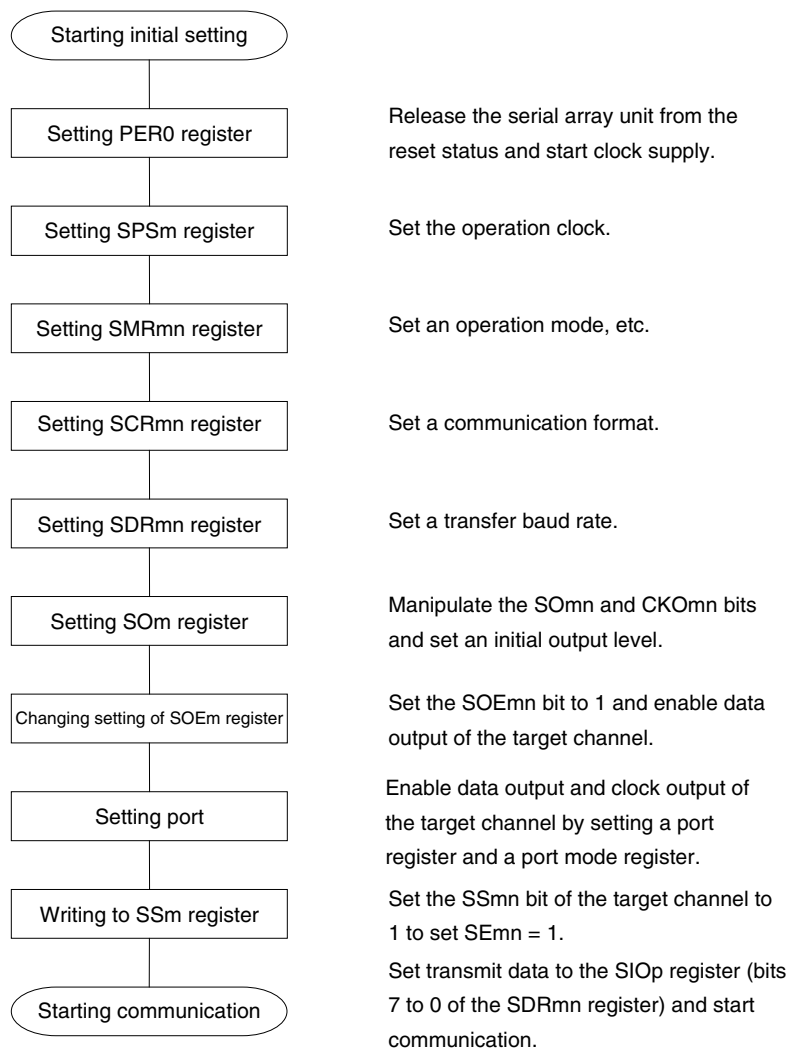 Starting initial setting
Setting PER0 register
Release the serial array unit from the
reset status and start clock supply.
Setting SPSm register
Set the operation clock.
Setting SMRmn register
Set an operation mode, etc.
Setting SCRmn register
Set a communication format.
Setting SDRmn register
Set a transfer baud rate.
Setting SOm register
Manipulate the SOmn and CKOmn bits
and set an initial output level.
Changing setting of SOEm register
Set the SOEmn bit to 1 and enable data
output of the target channel.
Setting port
Enable data output and clock output of
the target channel by setting a port
register and a port mode register.
Writing to SSm register
Set the SSmn bit of the target channel to
1 to set SEmn = 1.
Starting communication
Set transmit data to the SIOp register (bits
7 to 0 of the SDRmn register) and start
communication.